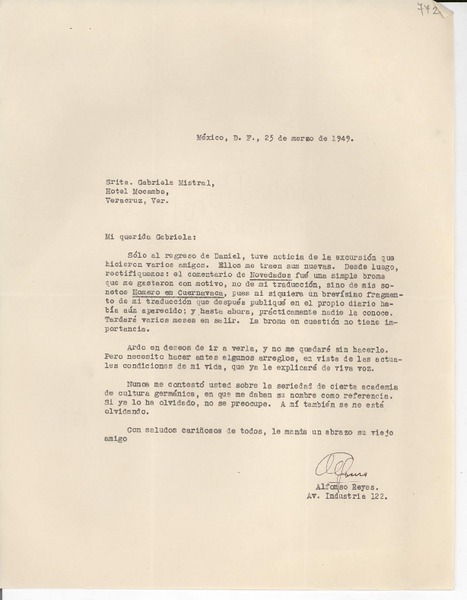 742
México, D. F., 25 de marzo de 1949.
Srita. Gabriela Mistral,
Hotel Mocambo,
Veracruz, Ver.
Mi querida Gabriela:
Sólo al regreso de Daniel, tuve noticia de la excursión que
hicieron varios amigos. Ellos me traen sus nuevas. Desde luego,
rectifiquemos: el comentario de Novedades fué una simple broma
que me gastaron con motivo, no de mi traducción, sino de mis so-
netos Homero en Cuernavaca, pues ni siquiera un brevísimo fragmen-
to de mi traducción que después publiqué en el propio diario ha-
bía aún aparecido; y hasta ahora, prácticamente nadie la conoce.
Tardará varios meses en salir. La broma en cuestión no tiene im-
portancia.
Ardo en deseos de ir a verla, y no me quedaré sin hacerlo.
Pero necesito hacer antes algunos arreglos, en vista de las actua-
les condiciones de mi vida, que ya le explicaré de viva voz.
Nunca me contestó usted sobre la seriedad de cierta academia
de cultura germánica, en que me daban su nombre como referencia.
Si ya lo ha olvidado, no se preocupe. A mí también se me está
olvidando.
Con saludos cariñosos de todos, le manda un abrazo su viejo
amigo
Alfonso
Alfonso Reyes.
Av. Industria 122.